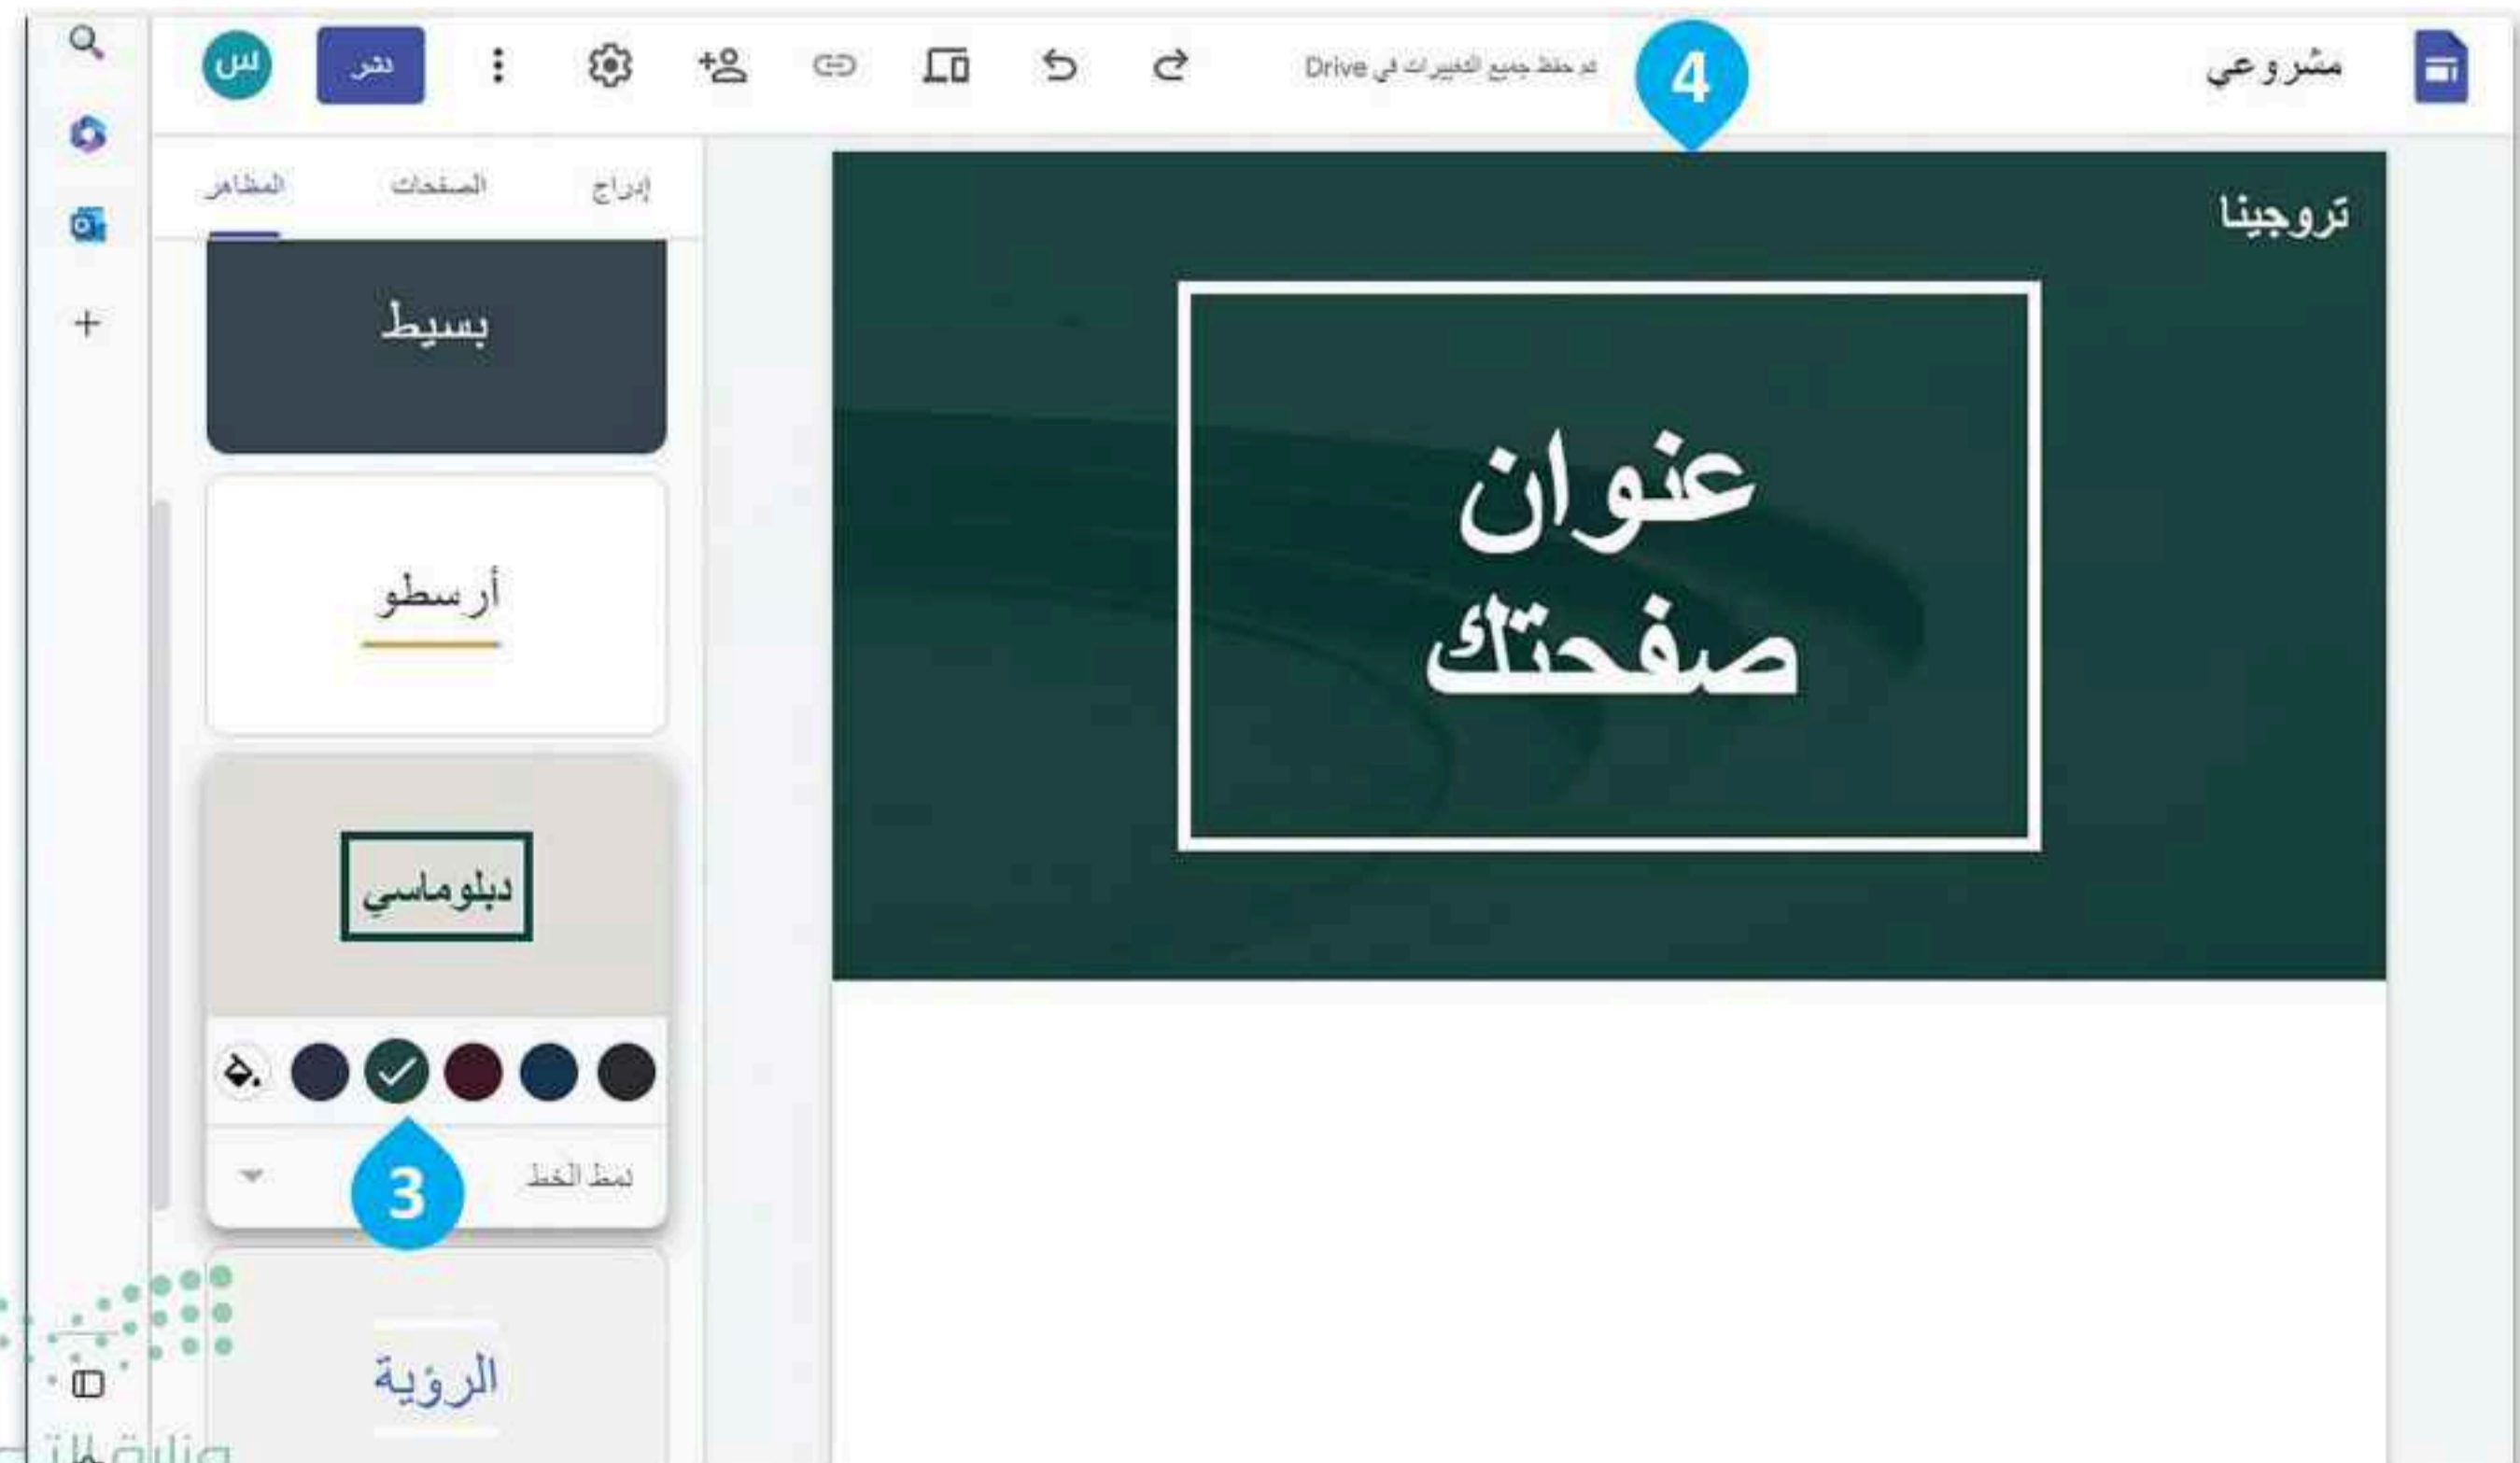 مشروعي
4
تم حفظ جميع التغييرات في Drive
نشر
س
تروجينا
عنوان
صفحتك
إدراج
الصفحات
المظاهر
بسيط
أرسطو
دبلوماسي
3
نمط الخط
الرؤية